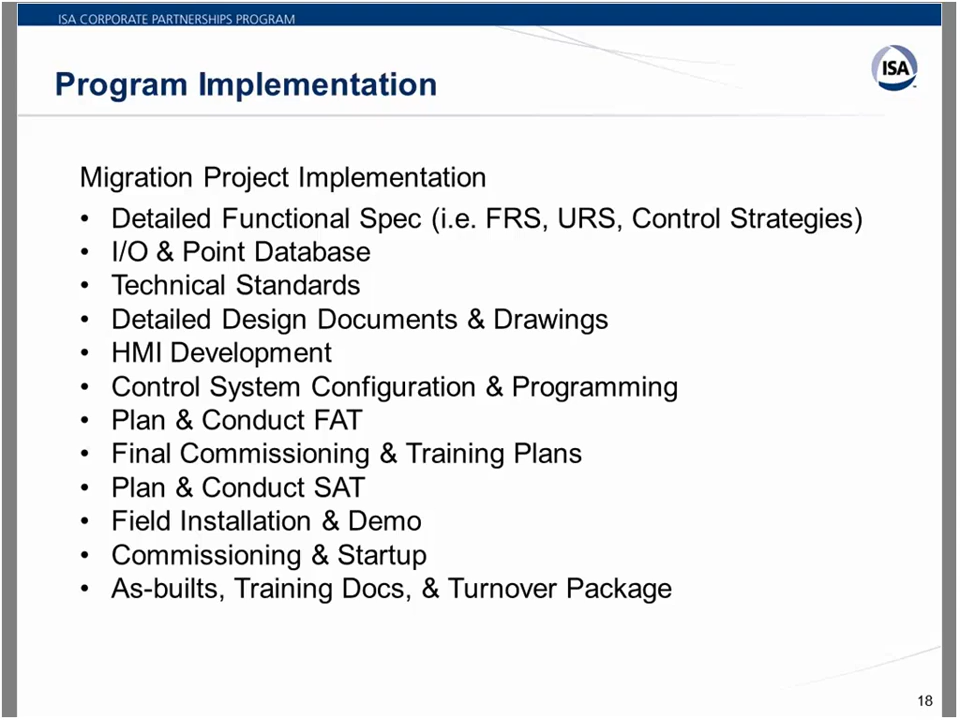 ISA CORPORATE PARTNERSHIPS PROGRAM
Program Implementation
ISA
Migration Project Implementation
• Detailed Functional Spec (i.e. FRS, URS, Control Strategies)
• I/O & Point Database
• Technical Standards
• Detailed Design Documents & Drawings
• HMI Development
• Control System Configuration & Programming
• Plan & Conduct FAT
• Final Commissioning & Training Plans
• Plan & Conduct SAT
• Field Installation & Demo
• Commissioning & Startup
• As-builts, Training Docs, & Turnover Package
18